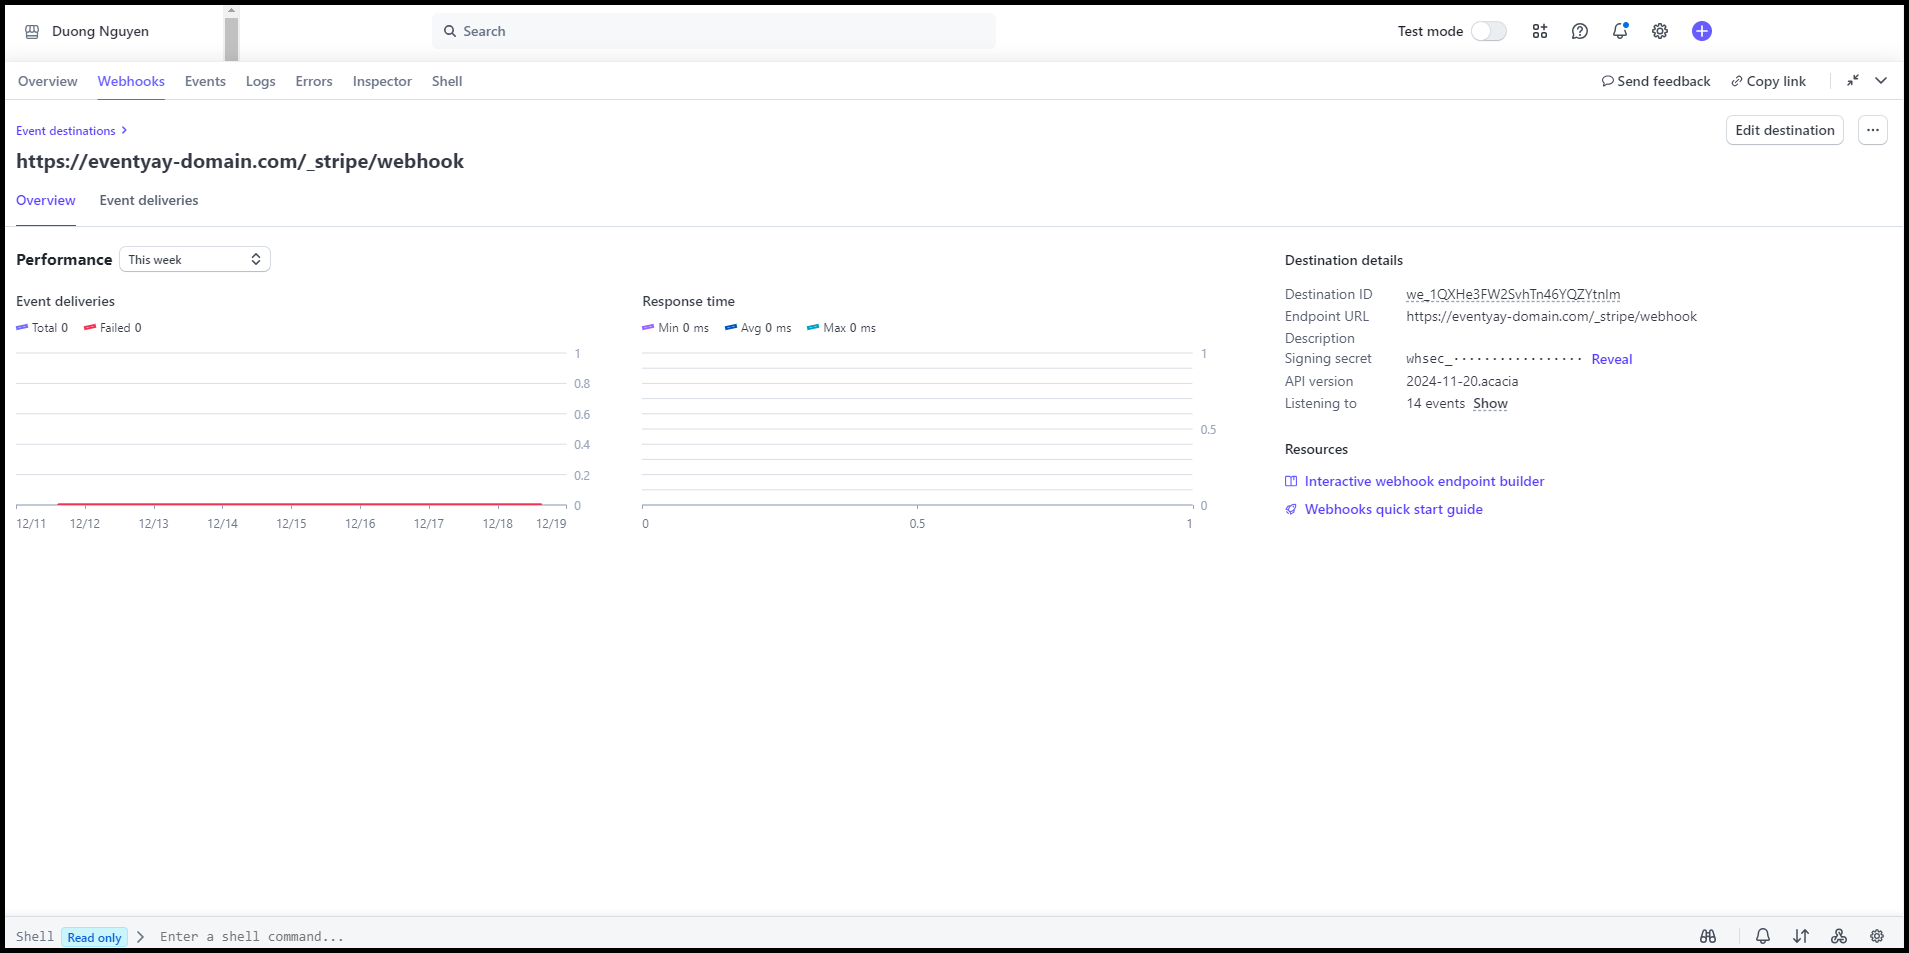 Duong Nguyen
Search
Test mode
Overview Webhooks Events Logs Errors Inspector Shell
Send feedback Copy link
Event destinations
Edit destination
https://eventyay-domain.com/_stripe/webhook
Overview Event deliveries
Performance This week
Event deliveries
Total 0 Failed 0
1
0.8
0.6
0.4
0.2
0
12/11 12/12 12/13 12/14 12/15 12/16 12/17 12/18 12/19
Response time
Min 0 ms Avg 0 ms Max 0 ms
1
0.5
0
0 0.5 1
Destination details
Destination ID we_1QXHe3FW2SvhTn46YQZYtnIm
Endpoint URL https://eventyay-domain.com/_stripe/webhook
Description
Signing secret whsec_················· Reveal
API version 2024-11-20.acacia
Listening to 14 events Show
Resources
Interactive webhook endpoint builder
Webhooks quick start guide
Shell Read only Enter a shell command...